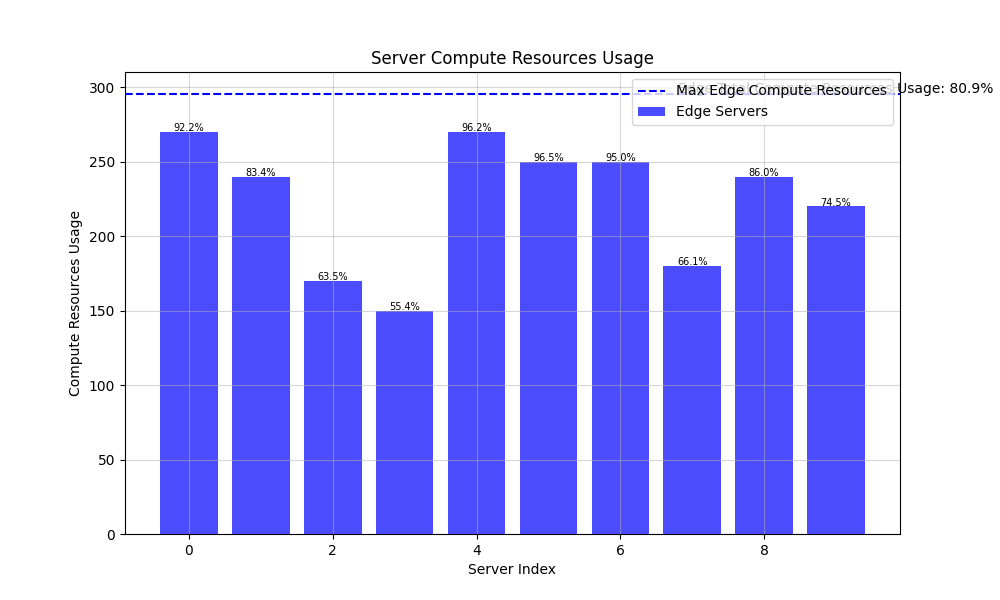 Server Compute Resources Usage
300
250
200
150
100
50
0
Compute Resources Usage
92.2%
83.4%
63.5%
55.4%
96.2%
96.5%
95.0%
66.1%
86.0%
74.5%
Max Edge Compute Resources
Usage: 80.9%
Edge Servers
0 2 4 6 8
Server Index